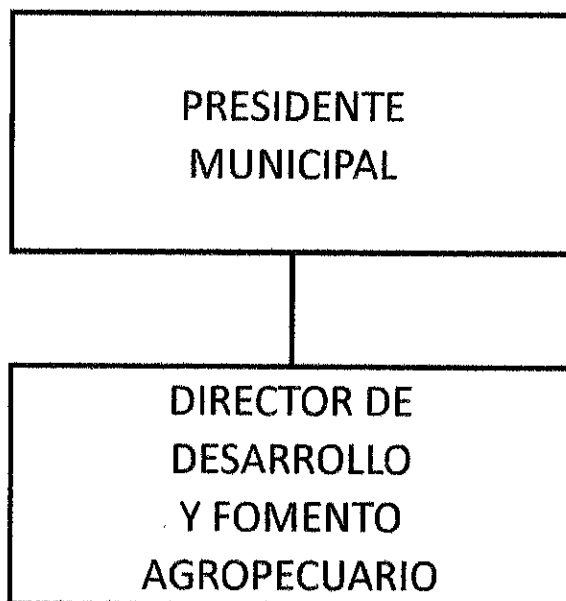 PRESIDENTE
MUNICIPAL
DIRECTOR DE
DESARROLLO
Y FOMENTO
AGROPECUARIO